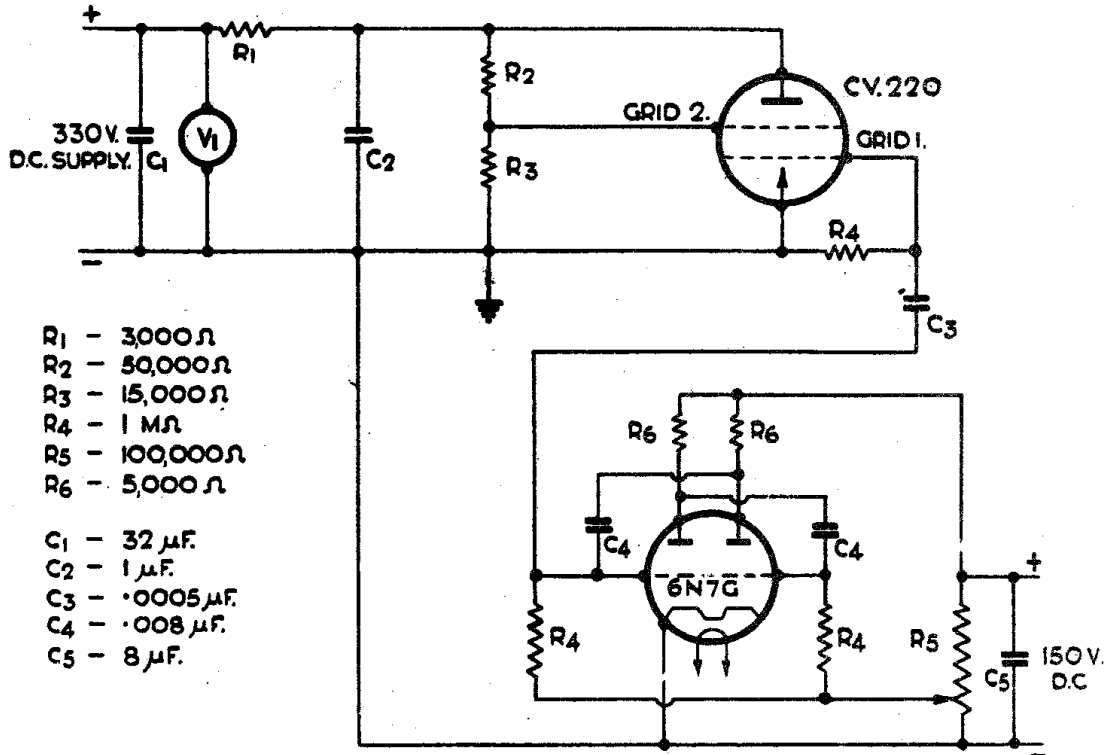 +
R1
CV.220
GRID 2.
GRID 1.
330 V.
D.C. SUPPLY.
C1
V1
C2
R2
R3
R4
−
C3
R1 - 3,000 Ω
R2 - 50,000 Ω
R3 - 15,000 Ω
R4 - 1 MΩ
R5 - 100,000 Ω
R6 - 5,000 Ω
C1 - 32 μF.
C2 - 1 μF.
C3 - ·0005 μF.
C4 - ·008 μF.
C5 - 8 μF.
R6
R6
C4
C4
6N7G
R4
R4
R5
+
C5
150 V.
D.C
−